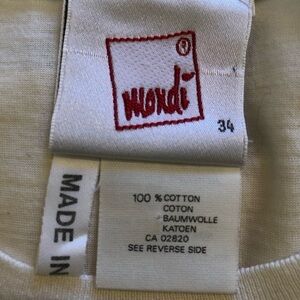 mondi
34
100 % COTTON
COTON
BAUMWOLLE
KATOEN
CA 02820
SEE REVERSE SIDE
MADE IN